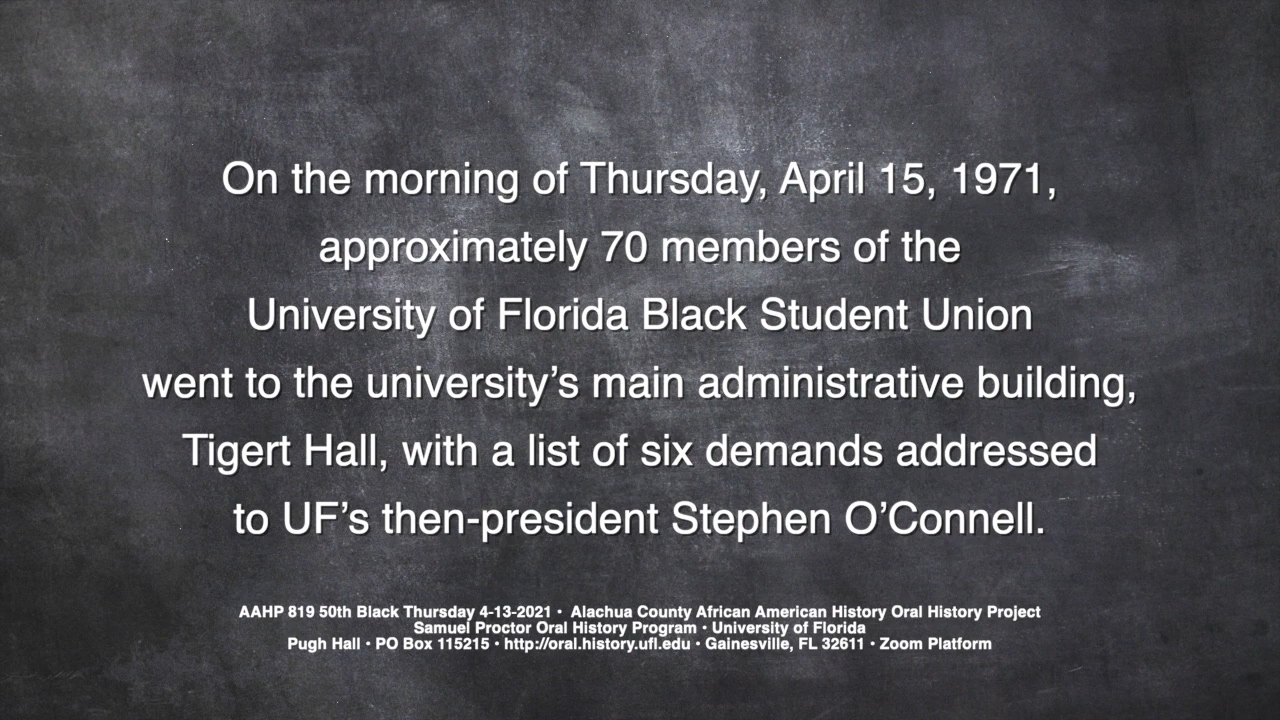 On the morning of Thursday, April 15, 1971,
approximately 70 members of the
University of Florida Black Student Union
went to the university’s main administrative building,
Tigert Hall, with a list of six demands addressed
to UF’s then-president Stephen O’Connell.
AAHP 819 50th Black Thursday 4-13-2021 • Alachua County African American History Oral History Project
Samuel Proctor Oral History Program • University of Florida
Pugh Hall • PO Box 115215 • http://oral.history.ufl.edu • Gainesville, FL 32611 • Zoom Platform